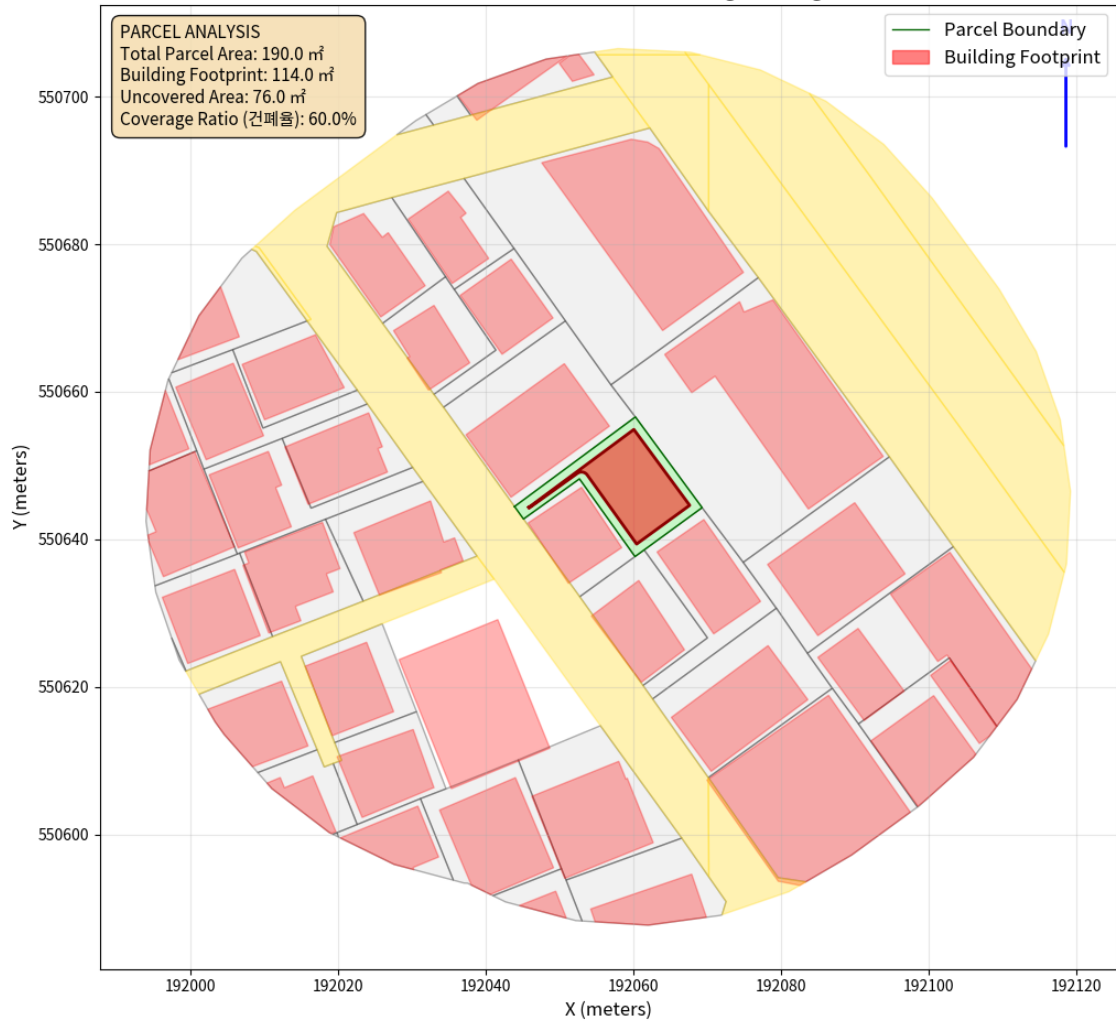 PARCEL ANALYSIS
Total Parcel Area: 190.0 ㎡
Building Footprint: 114.0 ㎡
Uncovered Area: 76.0 ㎡
Coverage Ratio (건폐율): 60.0%
Parcel Boundary
Building Footprint
N
550700
550680
550660
550640
550620
550600
Y (meters)
192000
192020
192040
192060
192080
192100
192120
X (meters)